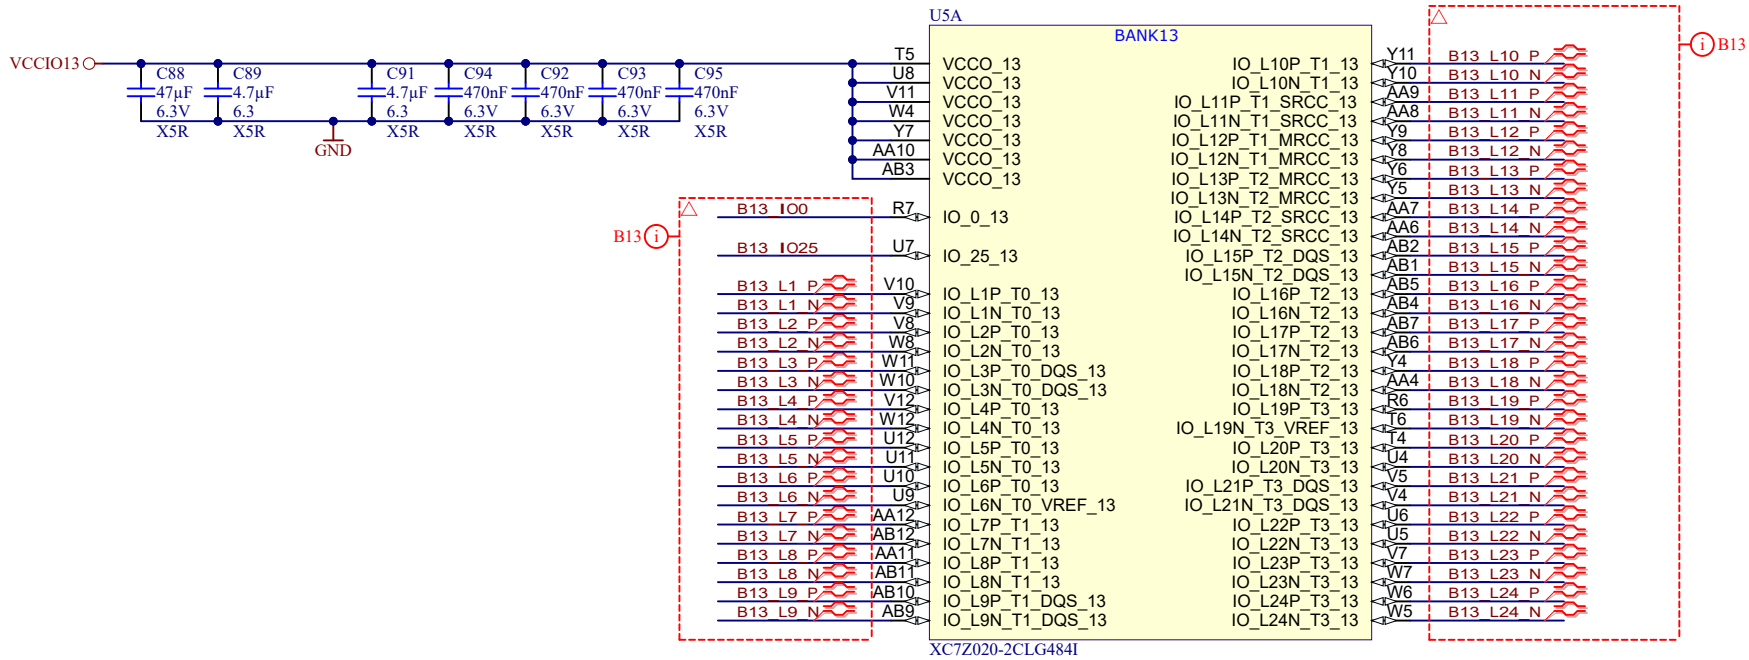 U5A
BANK13
VCCIO13
C88
47µF
6.3V
X5R
C89
4.7µF
6.3
X5R
GND
C91
4.7µF
6.3
X5R
C94
470nF
6.3V
X5R
C92
470nF
6.3V
X5R
C93
470nF
6.3V
X5R
C95
470nF
6.3V
X5R
T5 VCCO_13
U8 VCCO_13
V11 VCCO_13
W4 VCCO_13
Y7 VCCO_13
AA10 VCCO_13
AB3 VCCO_13
B13 i
B13_IO0 R7 IO_0_13
B13_IO25 U7 IO_25_13
B13_L1_P V10 IO_L1P_T0_13
B13_L1_N V9 IO_L1N_T0_13
B13_L2_P V8 IO_L2P_T0_13
B13_L2_N W8 IO_L2N_T0_13
B13_L3_P W11 IO_L3P_T0_DQS_13
B13_L3_N W10 IO_L3N_T0_DQS_13
B13_L4_P V12 IO_L4P_T0_13
B13_L4_N W12 IO_L4N_T0_13
B13_L5_P U12 IO_L5P_T0_13
B13_L5_N U11 IO_L5N_T0_13
B13_L6_P U10 IO_L6P_T0_13
B13_L6_N U9 IO_L6N_T0_VREF_13
B13_L7_P AA12 IO_L7P_T1_13
B13_L7_N AB12 IO_L7N_T1_13
B13_L8_P AA11 IO_L8P_T1_13
B13_L8_N AB11 IO_L8N_T1_13
B13_L9_P AB10 IO_L9P_T1_DQS_13
B13_L9_N AB9 IO_L9N_T1_DQS_13
IO_L10P_T1_13 Y11 B13_L10_P
IO_L10N_T1_13 Y10 B13_L10_N
IO_L11P_T1_SRCC_13 AA9 B13_L11_P
IO_L11N_T1_SRCC_13 AA8 B13_L11_N
IO_L12P_T1_MRCC_13 Y9 B13_L12_P
IO_L12N_T1_MRCC_13 Y8 B13_L12_N
IO_L13P_T2_MRCC_13 Y6 B13_L13_P
IO_L13N_T2_MRCC_13 Y5 B13_L13_N
IO_L14P_T2_SRCC_13 AA7 B13_L14_P
IO_L14N_T2_SRCC_13 AA6 B13_L14_N
IO_L15P_T2_DQS_13 AB2 B13_L15_P
IO_L15N_T2_DQS_13 AB1 B13_L15_N
IO_L16P_T2_13 AB5 B13_L16_P
IO_L16N_T2_13 AB4 B13_L16_N
IO_L17P_T2_13 AB7 B13_L17_P
IO_L17N_T2_13 AB6 B13_L17_N
IO_L18P_T2_13 Y4 B13_L18_P
IO_L18N_T2_13 AA4 B13_L18_N
IO_L19P_T3_13 R6 B13_L19_P
IO_L19N_T3_VREF_13 T6 B13_L19_N
IO_L20P_T3_13 T4 B13_L20_P
IO_L20N_T3_13 U4 B13_L20_N
IO_L21P_T3_DQS_13 V5 B13_L21_P
IO_L21N_T3_DQS_13 V4 B13_L21_N
IO_L22P_T3_13 U6 B13_L22_P
IO_L22N_T3_13 U5 B13_L22_N
IO_L23P_T3_13 V7 B13_L23_P
IO_L23N_T3_13 W7 B13_L23_N
IO_L24P_T3_13 W6 B13_L24_P
IO_L24N_T3_13 W5 B13_L24_N
i B13
XC7Z020-2CLG484I